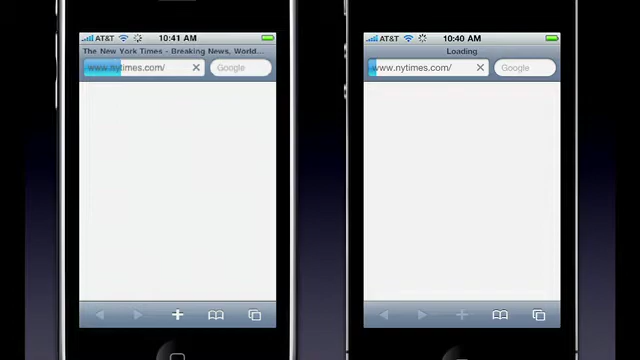 AT&T 10:41 AM
The New York Times - Breaking News, World...
www.nytimes.com/
Google
AT&T 10:40 AM
Loading
www.nytimes.com/
Google